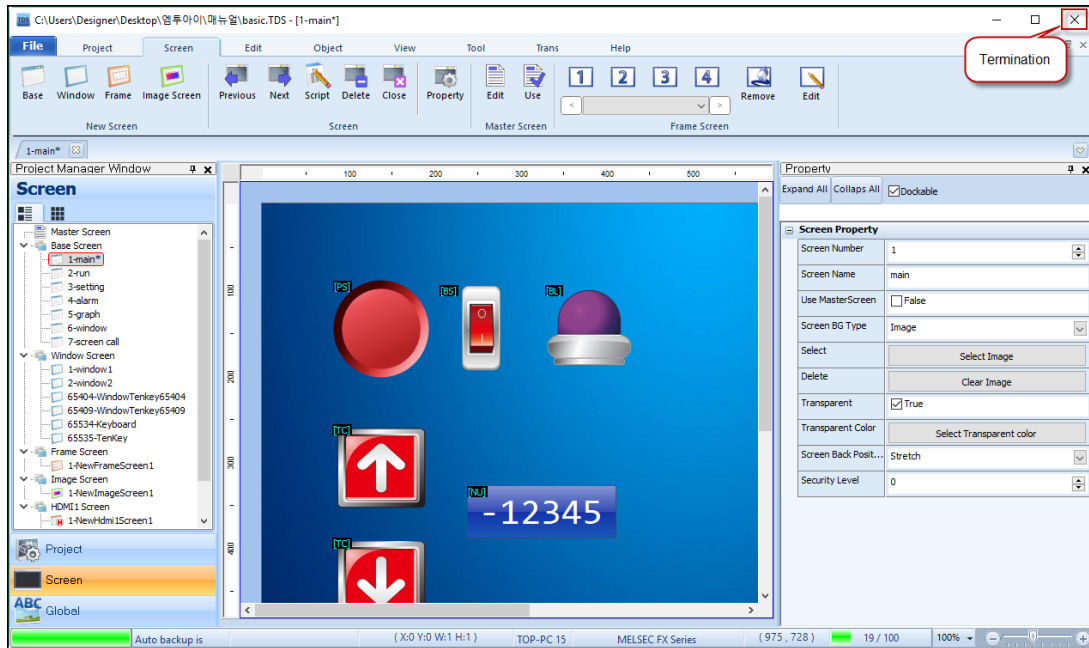 TDS C:\Users\Designer\Desktop\엠투아이\매뉴얼\basic.TDS - [1-main*]
Termination
File Project Screen Edit Object View Tool Trans Help
1 2 3 4
Base Window Frame Image Screen Previous Next Script Delete Close Property Edit Use Remove Edit
New Screen Screen Master Screen Frame Screen
1-main*
Project Manager Window
Screen
Master Screen
Base Screen
1-main*
2-run
3-setting
4-alarm
5-graph
6-window
7-screen call
Window Screen
1-window1
2-window2
65404-WindowTenkey65404
65409-WindowTenkey65409
65534-Keyboard
65535-TenKey
Frame Screen
1-NewFrameScreen1
Image Screen
1-NewImageScreen1
HDMI1 Screen
H 1-NewHdmi1Screen1
Project
Screen
ABC Global
100 200 300 400 500
100
200
300
400
[PS] [BS] [BL]
[TC]
[NU]
-12345
[TC]
Property
Expand All Collaps All Dockable
Screen Property
Screen Number 1
Screen Name main
Use MasterScreen False
Screen BG Type Image
Select Select Image
Delete Clear Image
Transparent True
Transparent Color Select Transparent color
Screen Back Posit... Stretch
Security Level 0
Auto backup is ( X:0 Y:0 W:1 H:1 ) TOP-PC 15 MELSEC FX Series ( 975 , 728 ) 19 / 100 100%